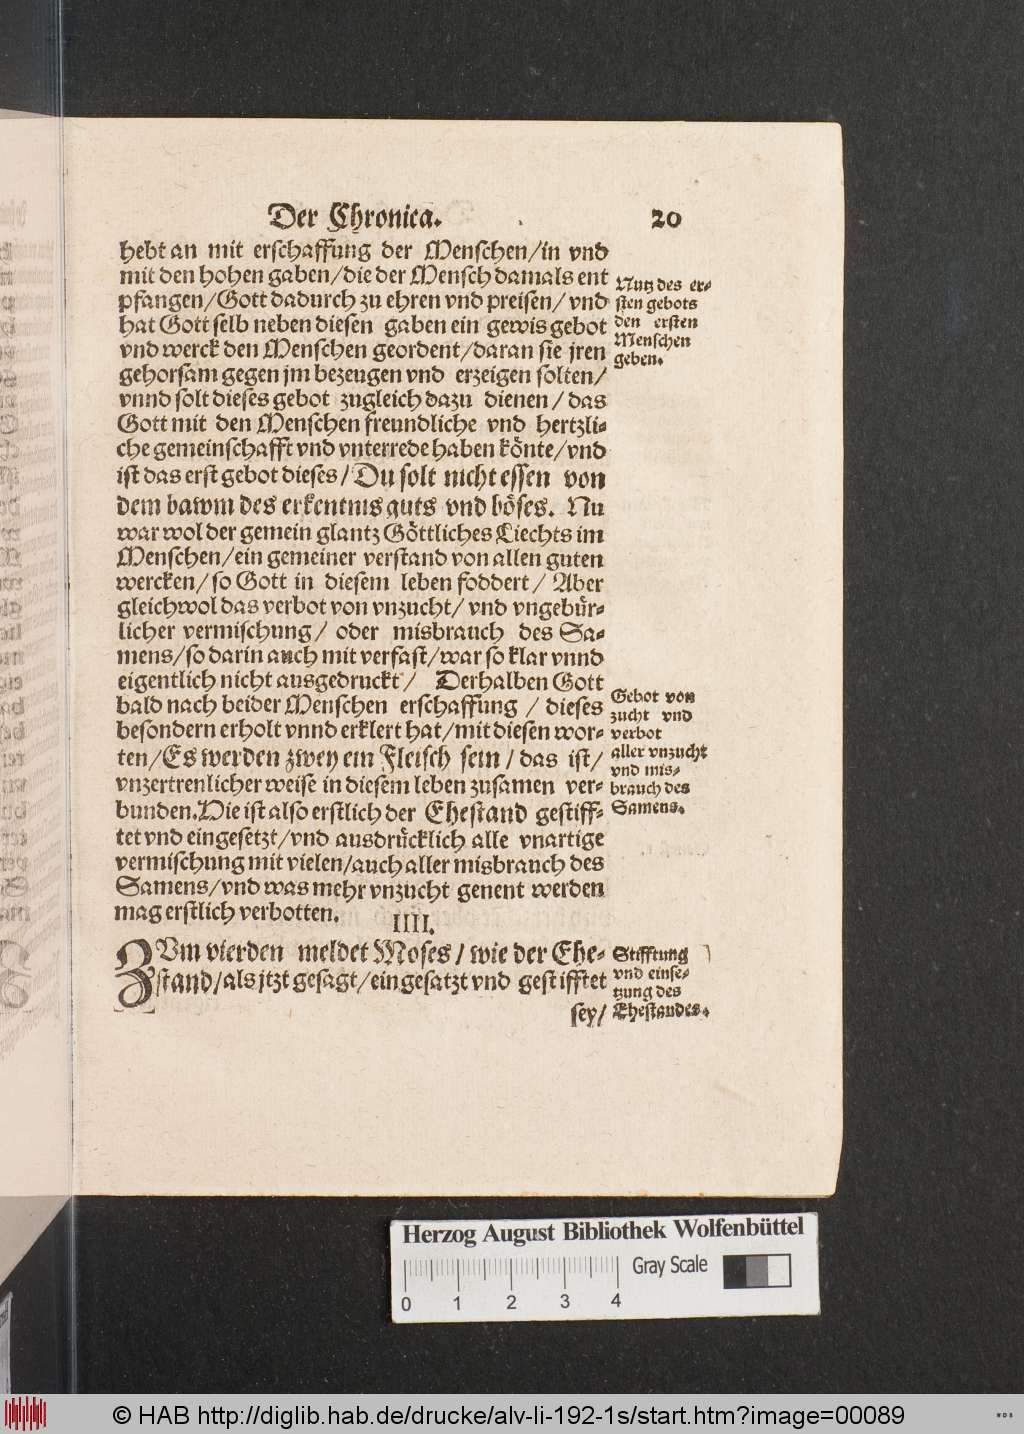 Der Chronica. 20
hebt an mit erschaffung der Menschen/in vnd
mit den hohen gaben/die der Mensch damals ent
pfangen/Gott dadurch zu ehren vnd preisen/vnd
hat Gott selb neben diesen gaben ein gewis gebot
vnd werck den Menschen geordent/daran sie jren
gehorsam gegen jm bezeugen vnd erzeigen solten/
vnnd solt dieses gebot zugleich dazu dienen/das
Gott mit den Menschen freundliche vnd hertzli-
che gemeinschafft vnd vnterrede haben könte/vnd
ist das erst gebot dieses/Du solt nicht essen von
dem bawm des erkentnis guts vnd böses. Nu
war wol der gemein glantz Göttliches Liechts im
Menschen/ein gemeiner verstand von allen guten
wercken/so Gott in diesem leben foddert/Aber
gleichwol das verbot von vnzucht/vnd vngebür-
licher vermischung/oder misbrauch des Sa-
mens/so darin auch mit verfast/war so klar vnnd
eigentlich nicht ausgedruckt/ Derhalben Gott
bald nach beider Menschen erschaffung/dieses
besondern erholt vnnd erklert hat/mit diesen wor-
ten/Es werden zwey ein Fleisch sein/das ist/
vnzertrenlicher weise in diesem leben zusamen ver-
bunden.Hie ist also erstlich der Ehestand gestiff-
tet vnd eingesetzt/vnd ausdrücklich alle vnartige
vermischung mit vielen/auch aller misbrauch des
Samens/vnd was mehr vnzucht genent werden
mag erstlich verbotten.
IIII.
ZVm vierden meldet Moses/wie der Ehe-
stand/als jtzt gesagt/eingesatzt vnd gestifftet
sey/
Nutz des er-
sten gebots
den ersten
Menschen
geben.
Gebot von
zucht vnd
verbot
aller vnzucht
vnd mis-
brauch des
Samens.
Stifftung
vnd einse-
tzung des
Ehestandes.
Herzog August Bibliothek Wolfenbüttel
Gray Scale
0 1 2 3 4
© HAB http://diglib.hab.de/drucke/alv-li-192-1s/start.htm?image=00089